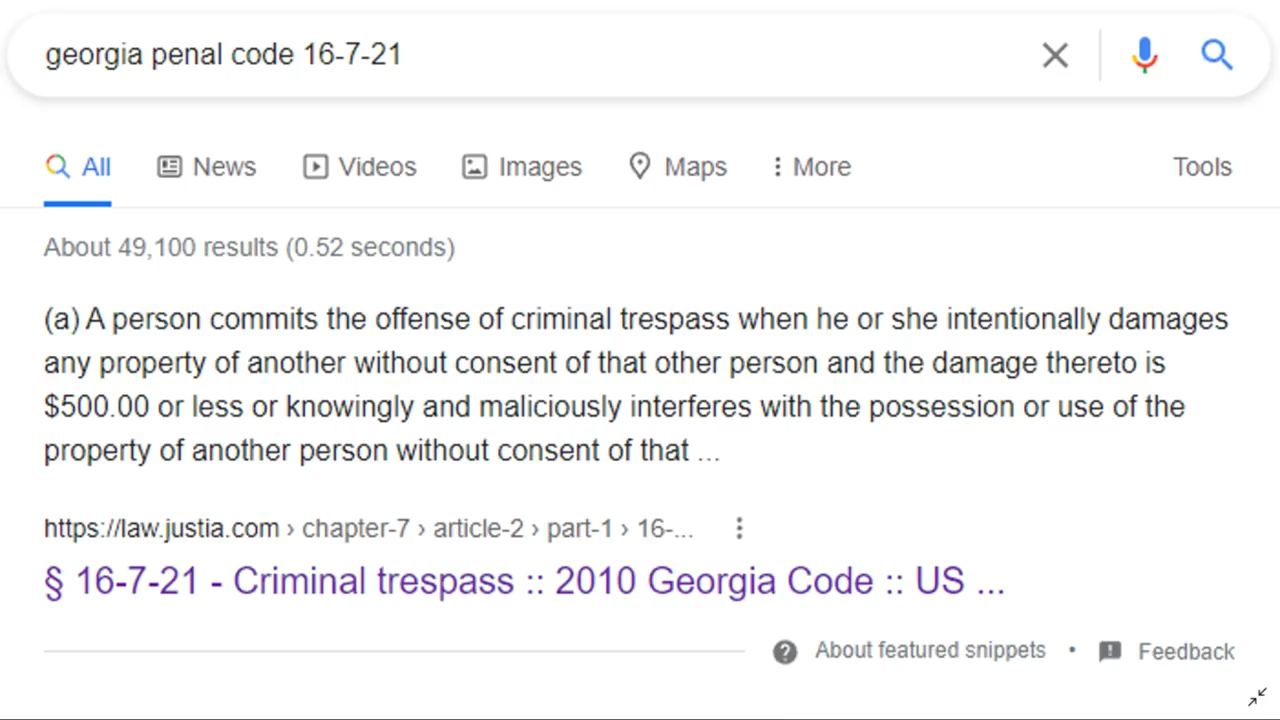 georgia penal code 16-7-21
All News Videos Images Maps More Tools
About 49,100 results (0.52 seconds)
(a) A person commits the offense of criminal trespass when he or she intentionally damages
any property of another without consent of that other person and the damage thereto is
$500.00 or less or knowingly and maliciously interferes with the possession or use of the
property of another person without consent of that ...
https://law.justia.com › chapter-7 › article-2 › part-1 › 16-...
§ 16-7-21 - Criminal trespass :: 2010 Georgia Code :: US ...
About featured snippets • Feedback